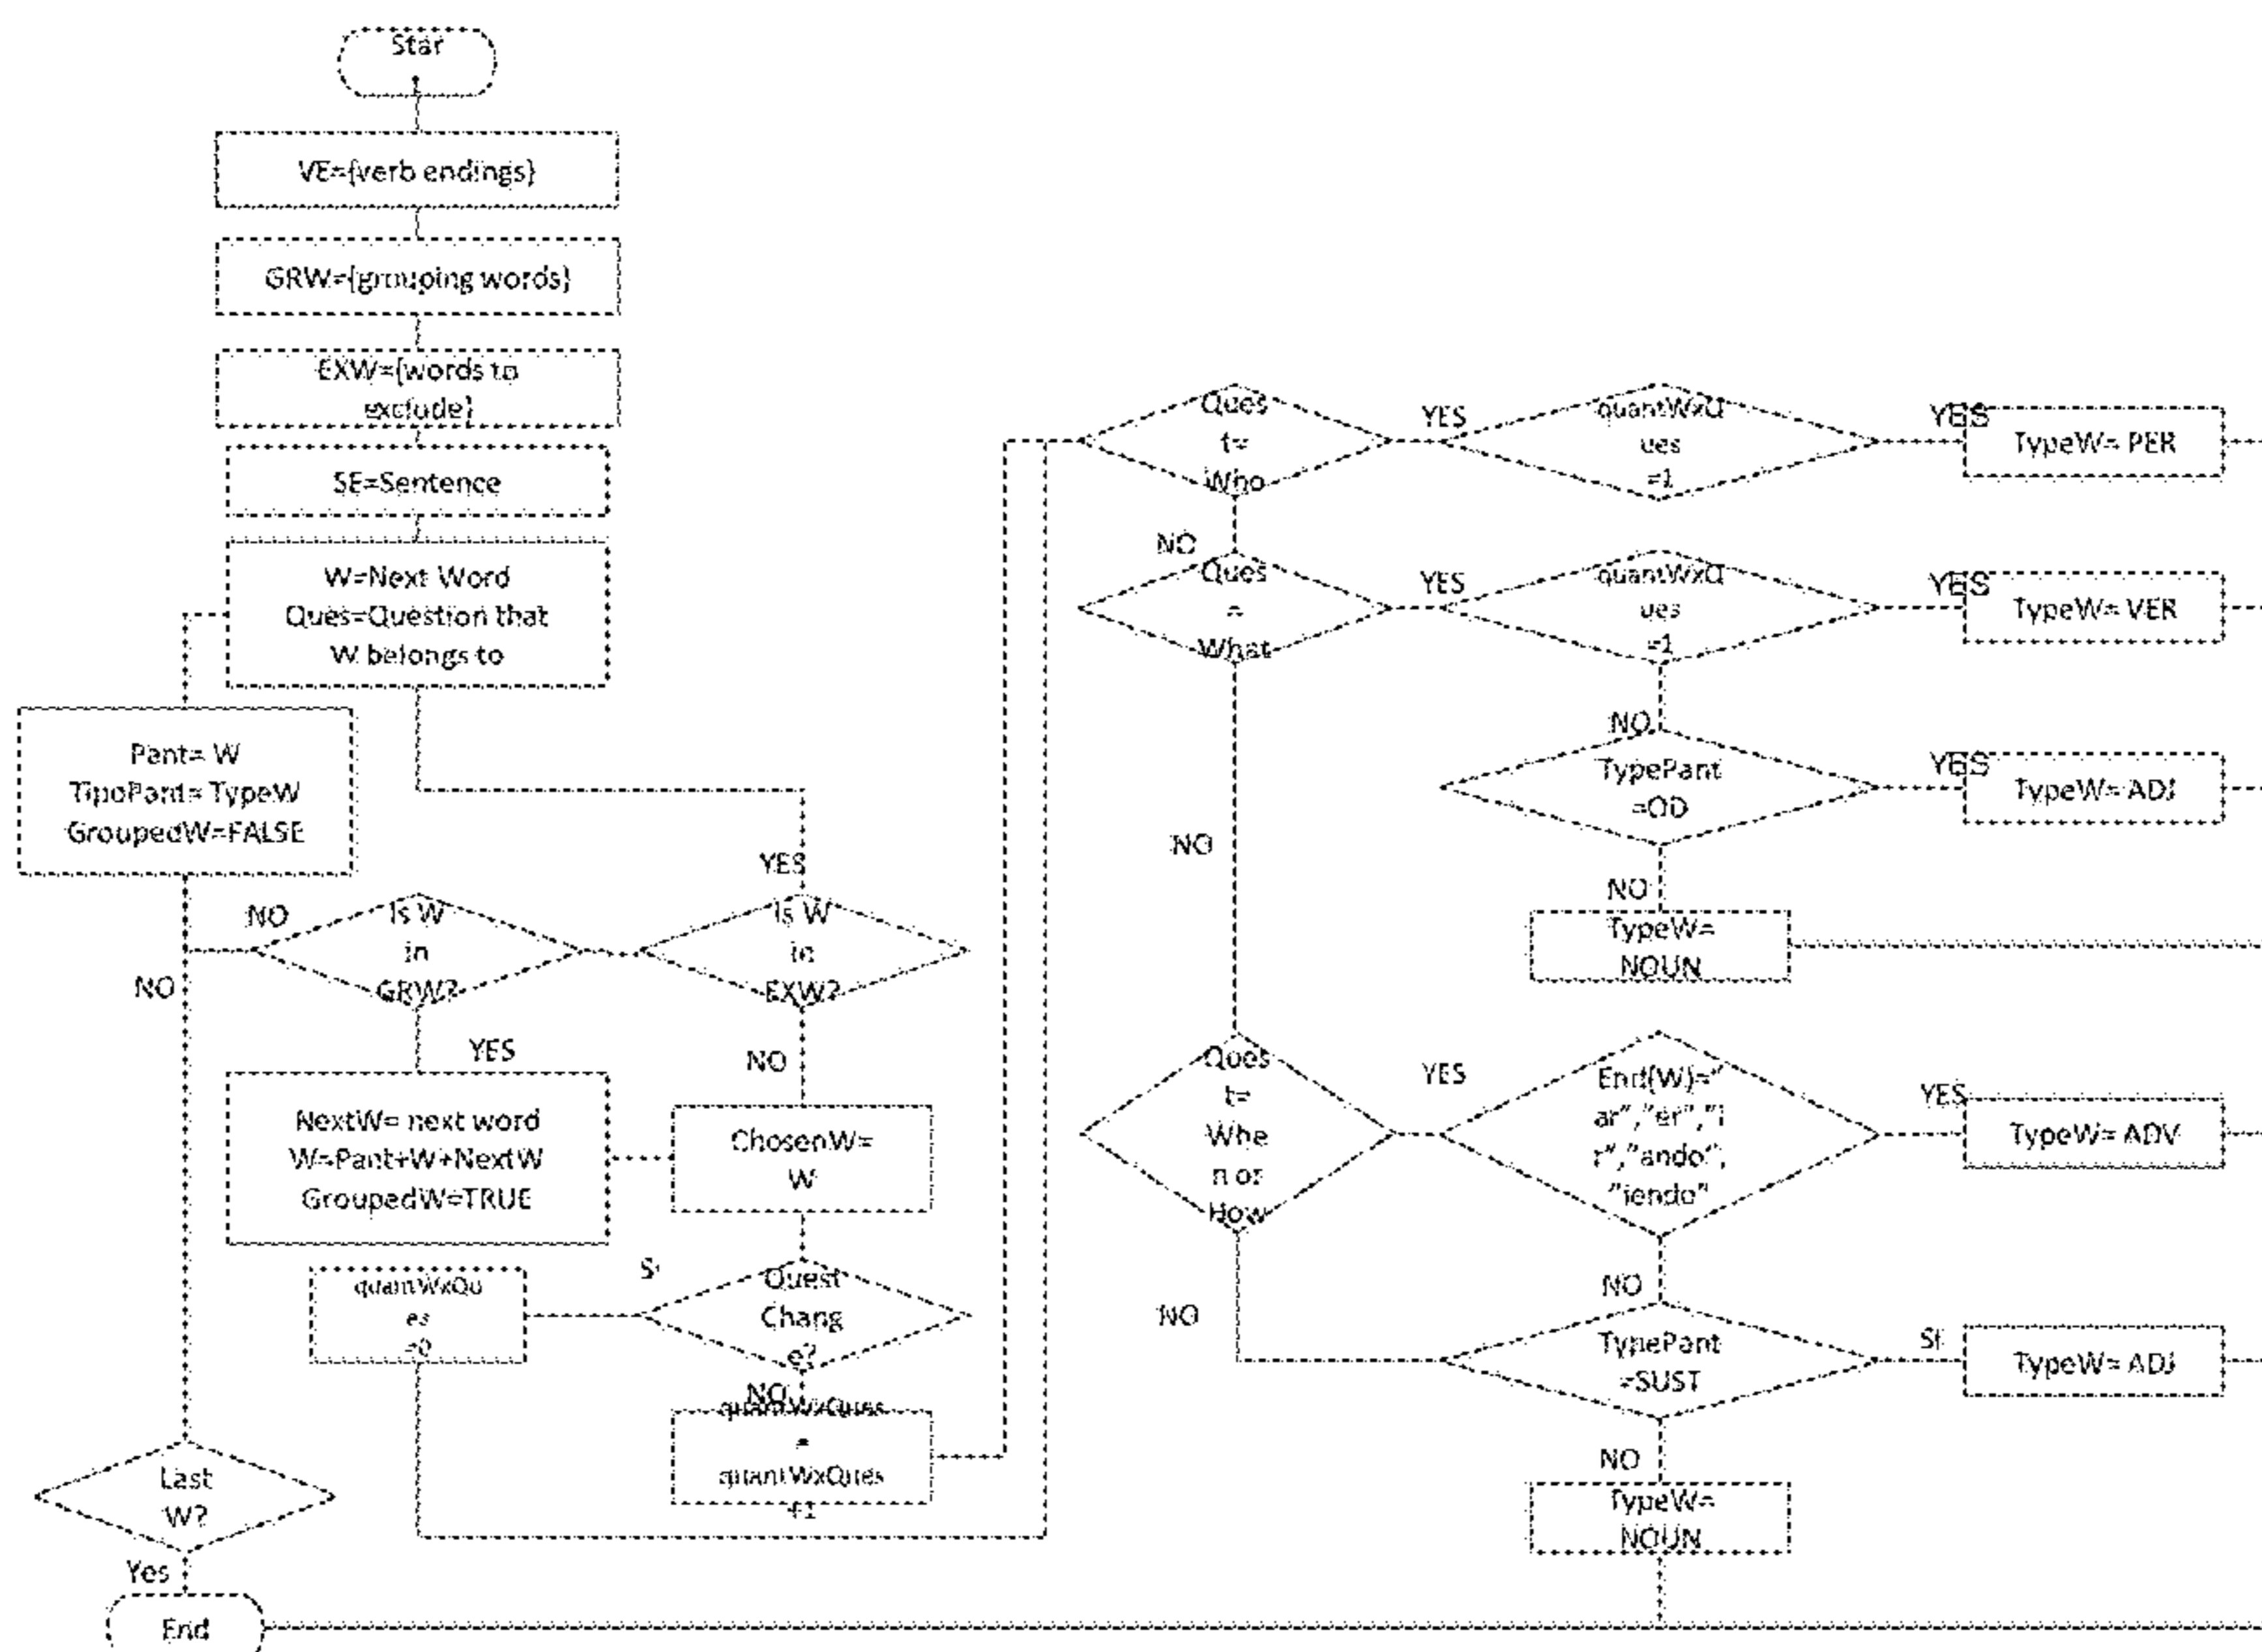 Star
t
VE={verb endings}
GRW={grouping words}
EXW={words to
exclude}
SE=Sentence
W=Next Word
Ques=Question that
W belongs to
Pant= W
TipoPant= TypeW
GroupedW=FALSE
YES
NO
Is W
in
GRW?
Is W
in
EXW?
NO
YES
NO
NextW= next word
W=Pant+W+NextW
GroupedW=TRUE
ChosenW=
W
quantWxQu
es
=0
Quest
Chang
e?
NO
quantWxQues
=
quantWxQues
+1
Last
W?
Yes
End
Ques
t=
Who
YES
quantWxQ
ues
=1
YES
TypeW= PER
NO
Ques
=
What
YES
quantWxQ
ues
=1
YES
TypeW= VER
NO
TypePant
=OD
YES
TypeW= ADJ
NO
NO
TypeW=
NOUN
Ques
t=
Whe
n or
How
YES
End(W)="
ar","er","i
r","ando",
"iendo"
YES
TypeW= ADV
NO
NO
TypePant
=SUST
TypeW= ADJ
NO
TypeW=
NOUN